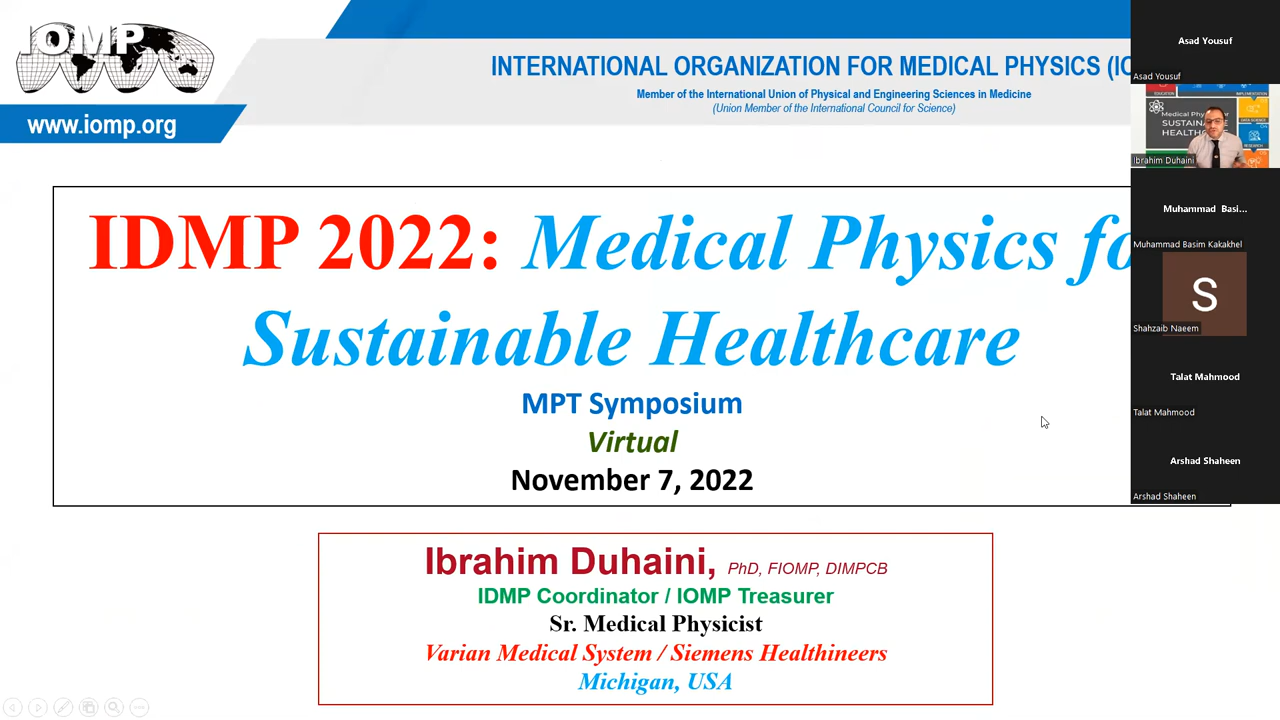 IOMP
www.iomp.org
INTERNATIONAL ORGANIZATION FOR MEDICAL PHYSICS (IO
Member of the International Union of Physical and Engineering Sciences in Medicine
(Union Member of the International Council for Science)
IDMP 2022: Medical Physics fo
Sustainable Healthcare
MPT Symposium
Virtual
November 7, 2022
Ibrahim Duhaini, PhD, FIOMP, DIMPCB
IDMP Coordinator / IOMP Treasurer
Sr. Medical Physicist
Varian Medical System / Siemens Healthineers
Michigan, USA
Asad Yousuf
Asad Yousuf
SUSTAINABLE
Ibrahim Duhaini
Muhammad Basi...
Muhammad Basim Kakakhel
S
Shahzaib Naeem
Talat Mahmood
Talat Mahmood
Arshad Shaheen
Arshad Shaheen